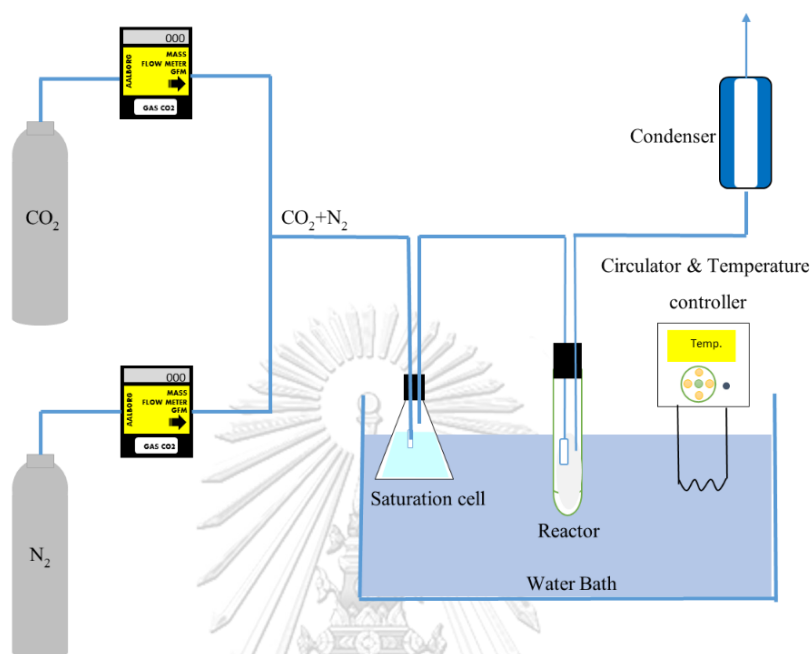 000
MASS
FLOW METER
GFM
AALBORG
GAS CO2
CO₂
CO₂+N₂
Condenser
Circulator & Temperature
controller
Temp.
000
MASS
FLOW METER
GFM
AALBORG
GAS CO2
N₂
Saturation cell
Reactor
Water Bath